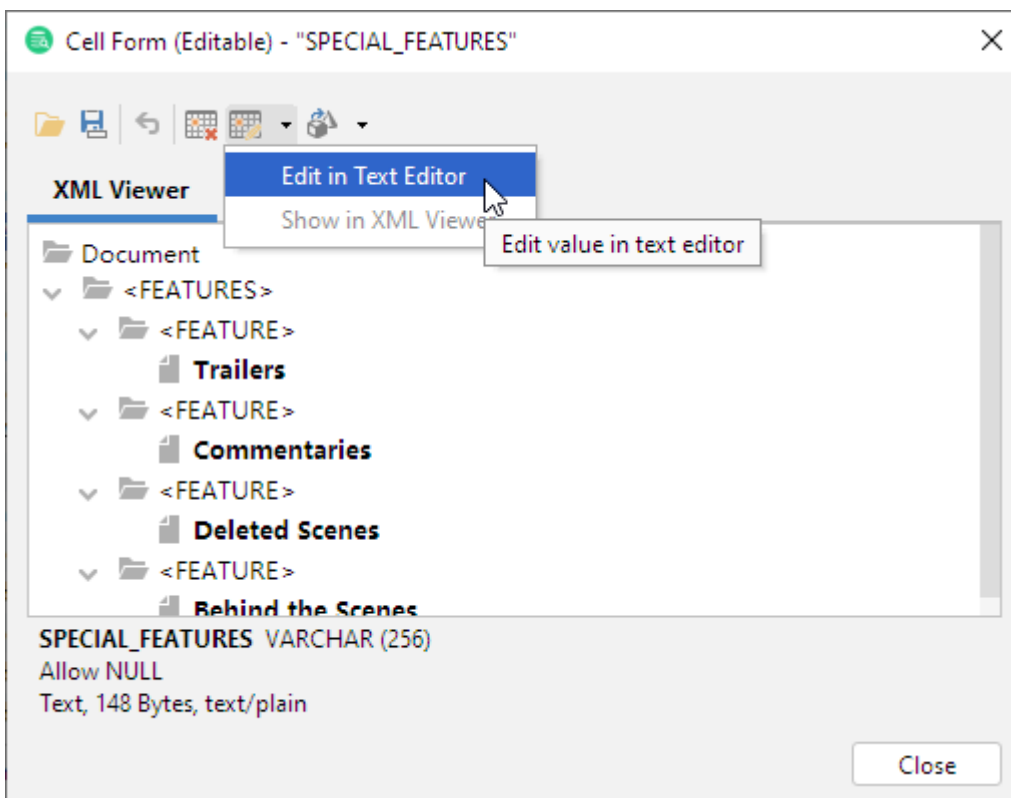 Cell Form (Editable) - "SPECIAL_FEATURES"
Edit in Text Editor
XML Viewer
Show in XML Viewer
Edit value in text editor
Document
<FEATURES>
<FEATURE>
Trailers
<FEATURE>
Commentaries
<FEATURE>
Deleted Scenes
<FEATURE>
Behind the Scenes
SPECIAL_FEATURES VARCHAR (256)
Allow NULL
Text, 148 Bytes, text/plain
Close